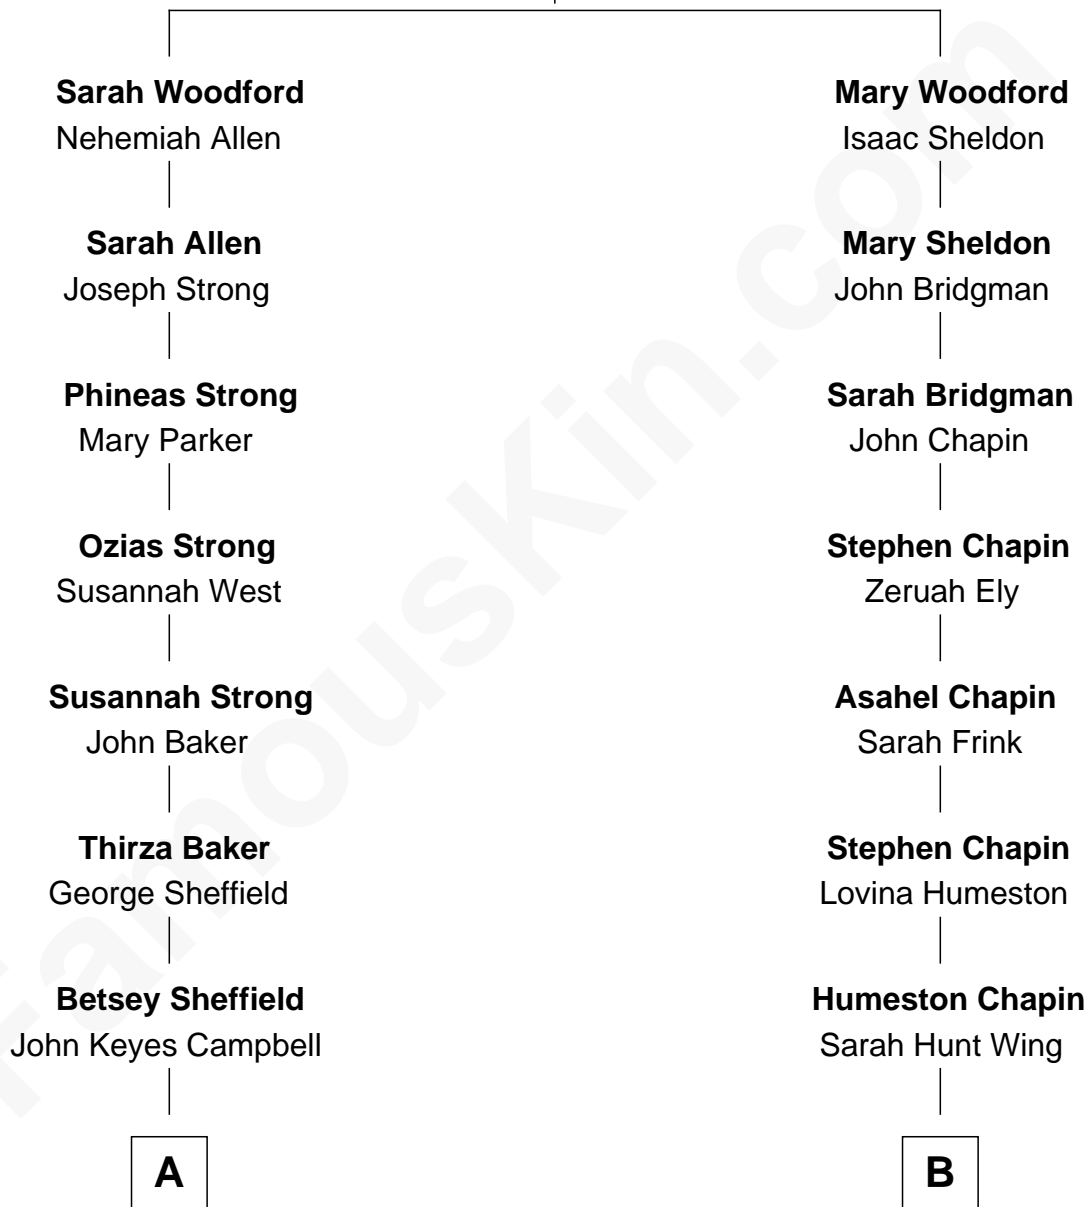 Sarah Woodford
Nehemiah Allen
Sarah Allen
Joseph Strong
Phineas Strong
Mary Parker
Ozias Strong
Susannah West
Susannah Strong
John Baker
Thirza Baker
George Sheffield
Betsey Sheffield
John Keyes Campbell
A
Mary Woodford
Isaac Sheldon
Mary Sheldon
John Bridgman
Sarah Bridgman
John Chapin
Stephen Chapin
Zeruah Ely
Asahel Chapin
Sarah Frink
Stephen Chapin
Lovina Humeston
Humeston Chapin
Sarah Hunt Wing
B
FamousKin.com